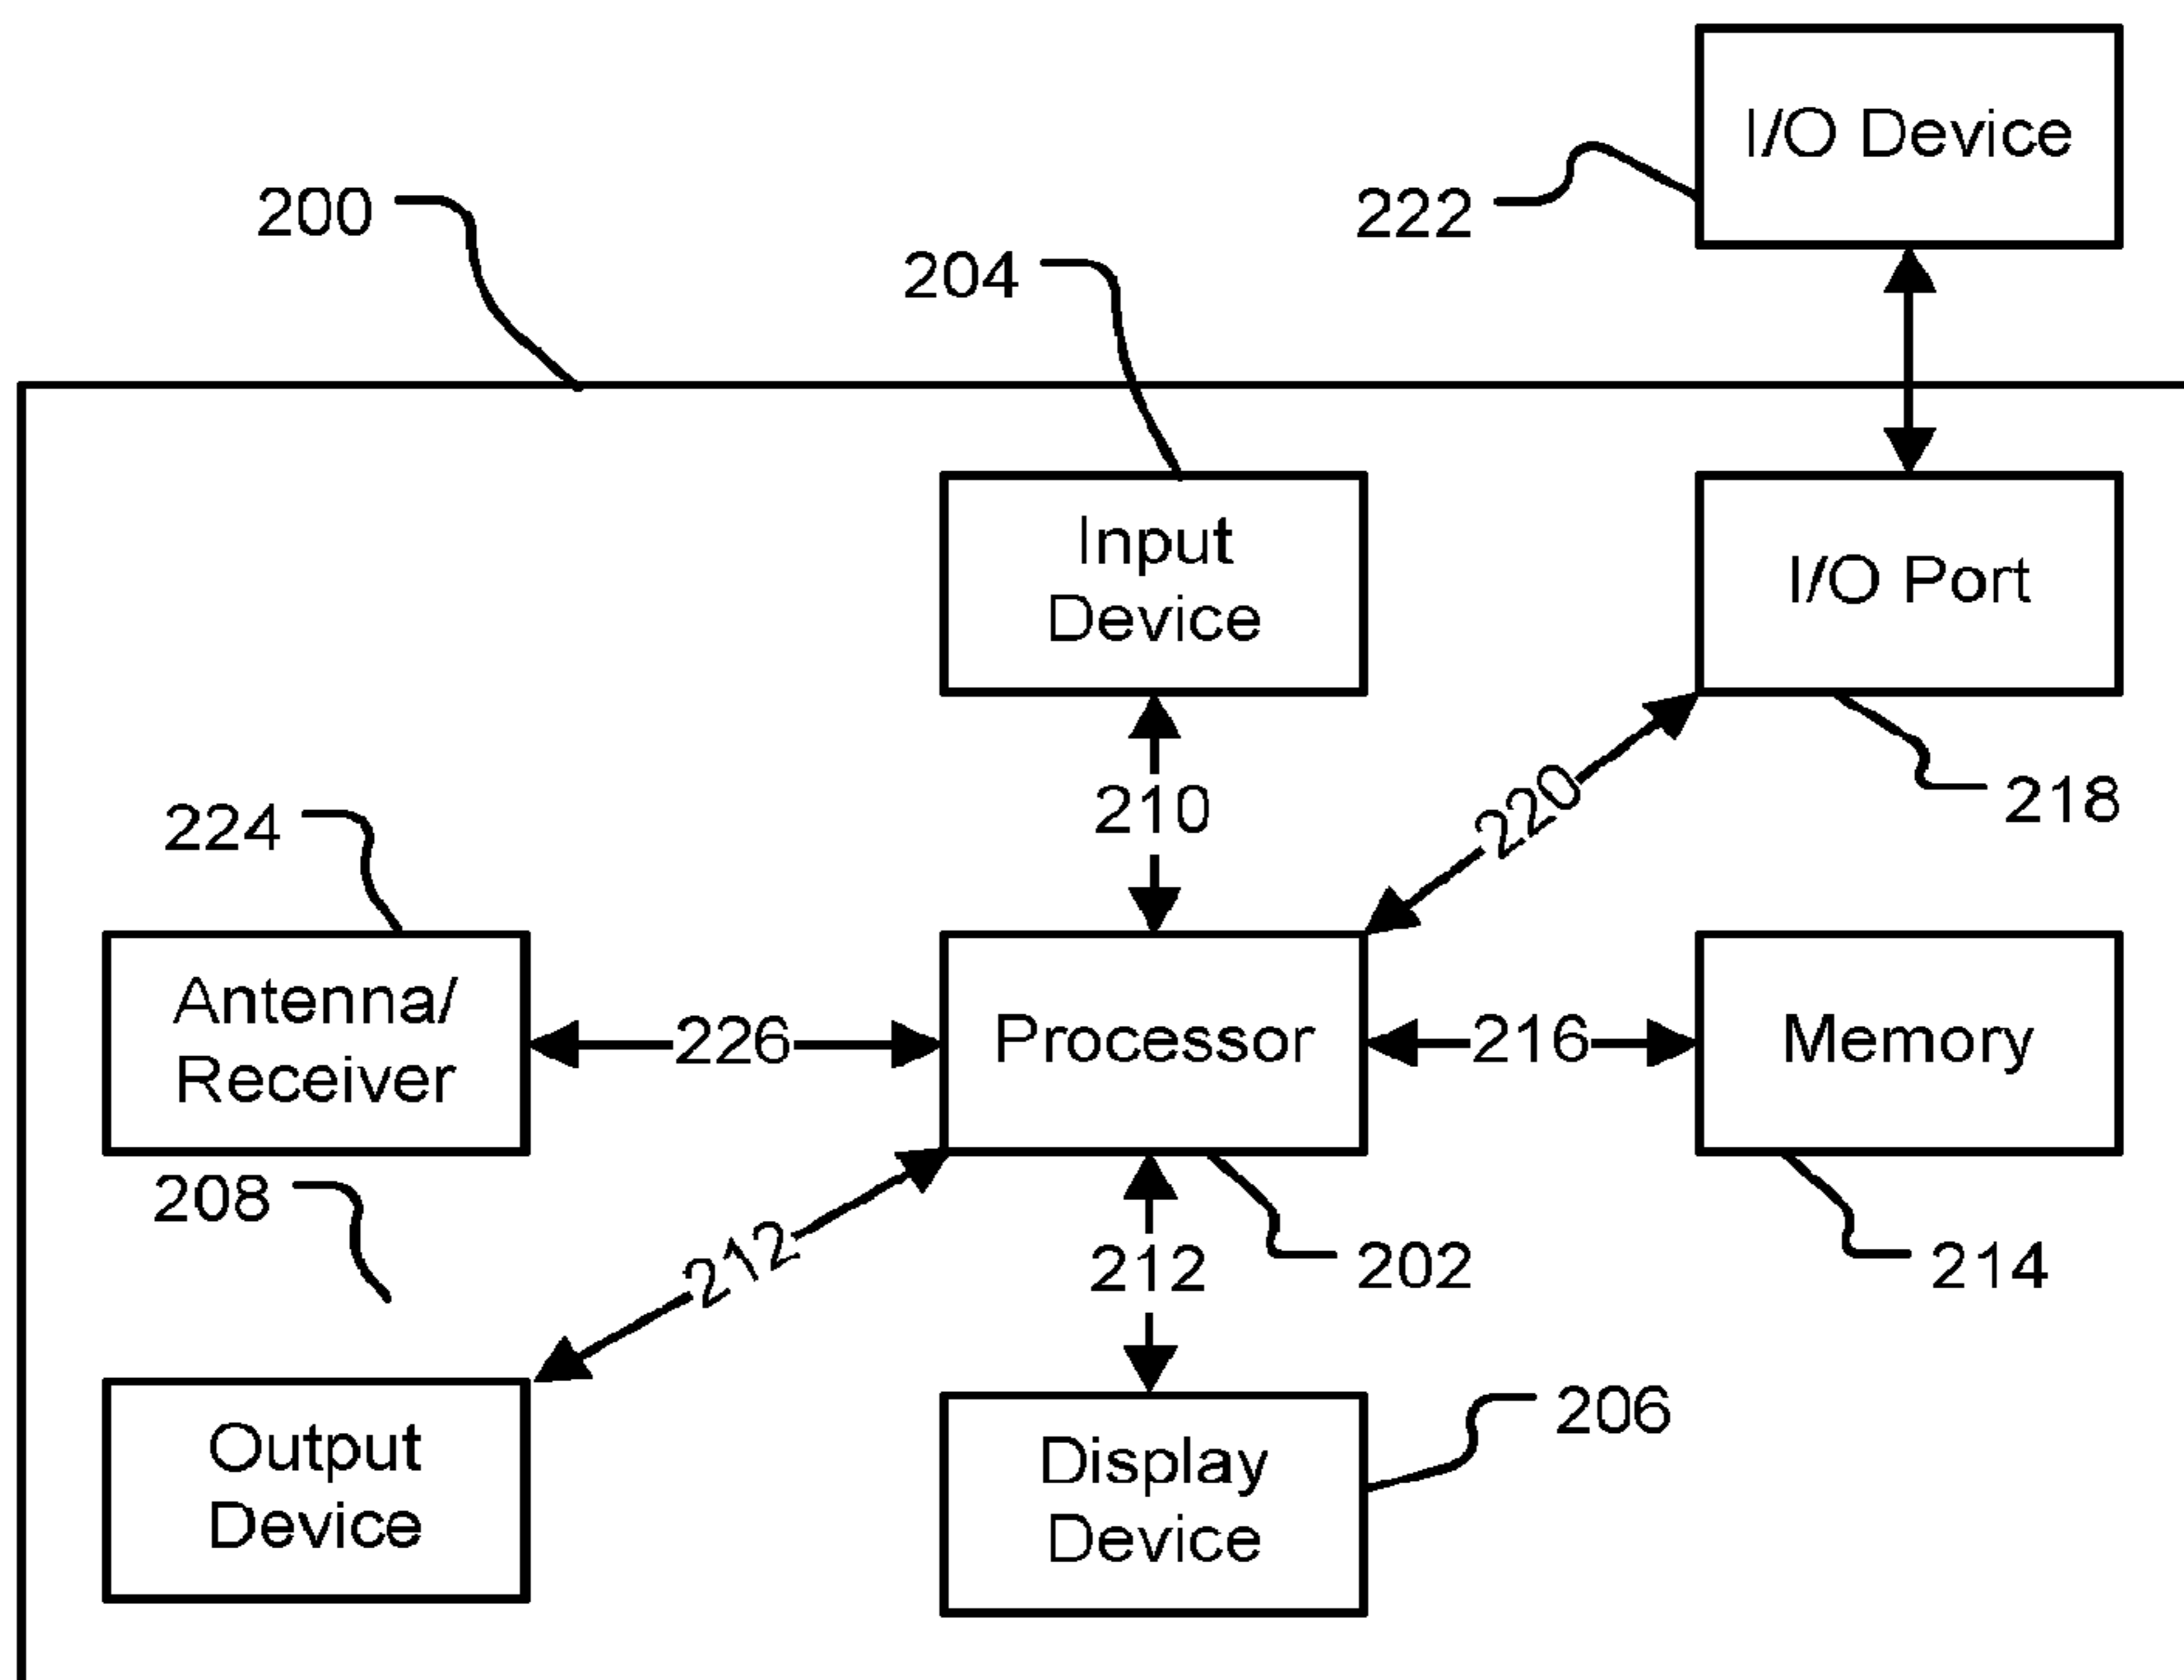 I/O Device
222
200
204
Input
Device
I/O Port
210
220
218
224
Antenna/
Receiver
226
Processor
216
Memory
208
212
212
202
214
206
Output
Device
Display
Device